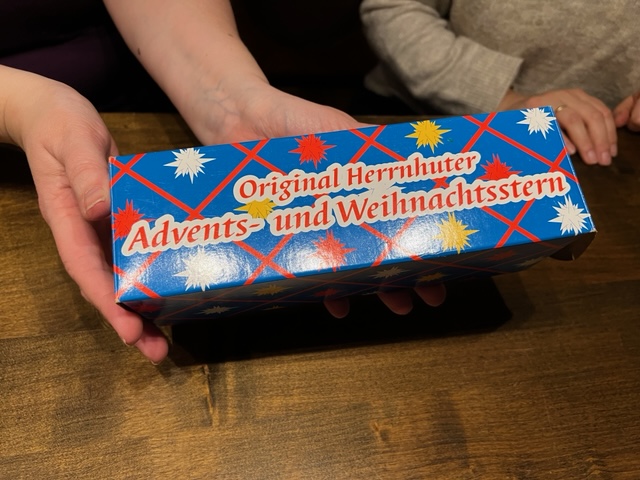 Original Herrnhuter
Advents- und Weihnachtsstern